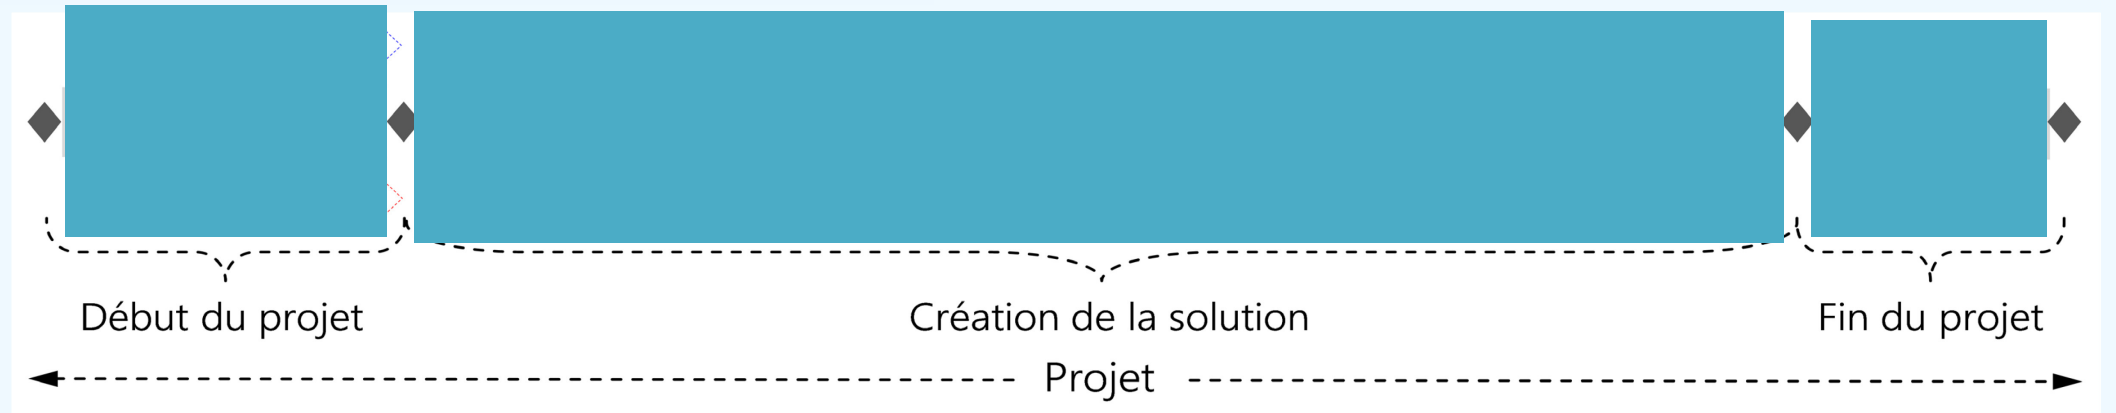 Début du projet
Création de la solution
Fin du projet
Projet